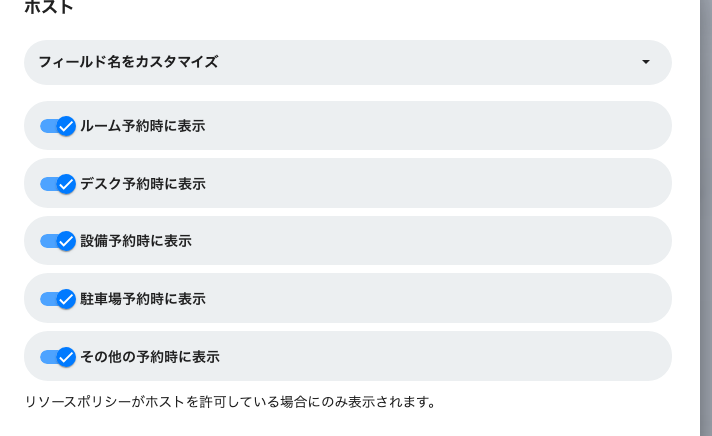 ホスト
フィールド名をカスタマイズ
ルーム予約時に表示
デスク予約時に表示
設備予約時に表示
駐車場予約時に表示
その他の予約時に表示
リソースポリシーがホストを許可している場合にのみ表示されます。